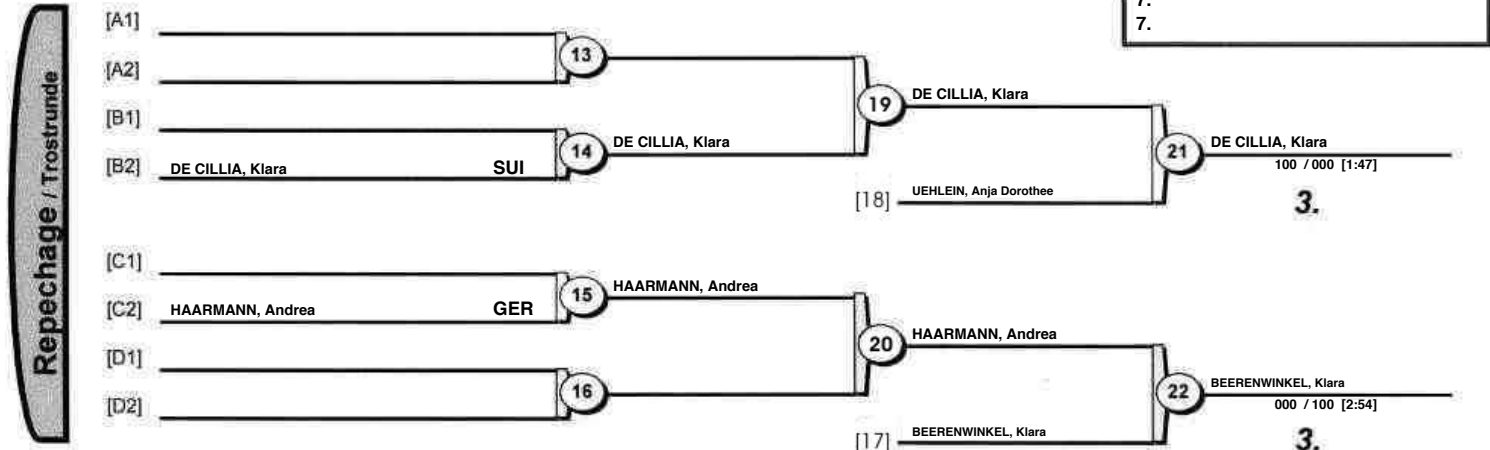 7.
7.
Repechage / Trostrunde
[A1]
13
[A2]
19
DE CILLIA, Klara
[B1]
14
DE CILLIA, Klara
21
DE CILLIA, Klara
100 / 000 [1:47]
[B2]
DE CILLIA, Klara
SUI
[18]
UEHLEIN, Anja Dorothee
3.
[C1]
15
HAARMANN, Andrea
[C2]
HAARMANN, Andrea
GER
20
HAARMANN, Andrea
[D1]
16
22
BEERENWINKEL, Klara
000 / 100 [2:54]
[D2]
[17]
BEERENWINKEL, Klara
3.